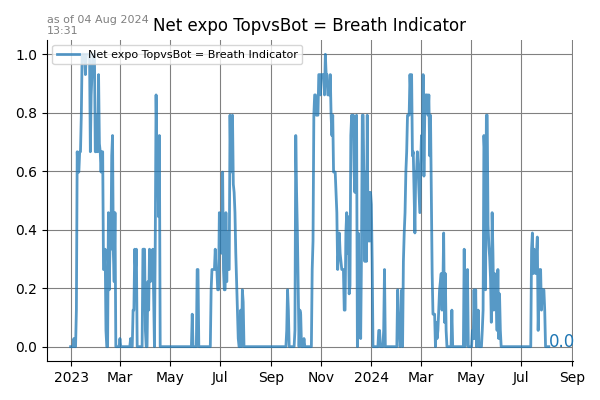 as of 04 Aug 2024
13:31
Net expo TopvsBot = Breath Indicator
Net expo TopvsBot = Breath Indicator
1.0
0.8
0.6
0.4
0.2
0.0
0.0
2023 Mar May Jul Sep Nov 2024 Mar May Jul Sep